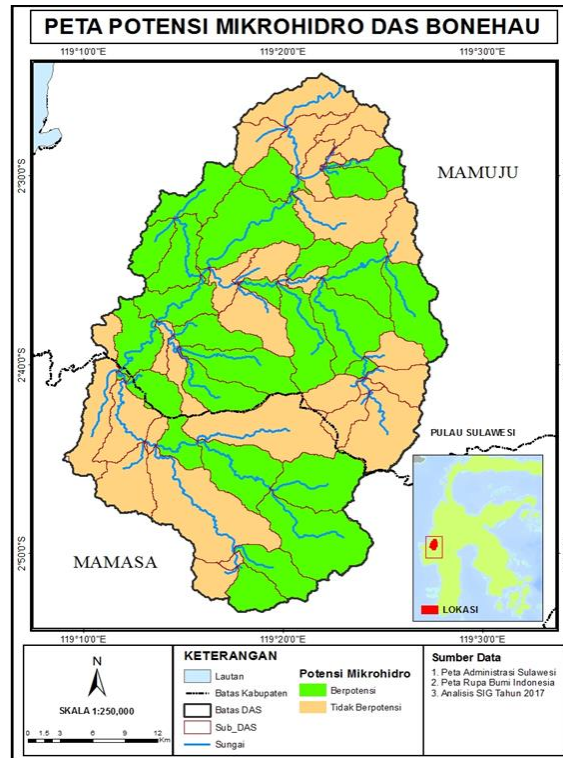 PETA POTENSI MIKROHIDRO DAS BONEHAU
119°10'0"E 119°20'0"E 119°30'0"E
2°30'0"S
MAMUJU
2°40'0"S
PULAU SULAWESI
2°50'0"S
MAMASA
LOKASI
119°10'0"E 119°20'0"E 119°30'0"E
N
SKALA 1:250,000
0 1.5 3 6 9 12
Km
KETERANGAN
Lautan
Batas Kabupaten
Batas DAS
Sub_DAS
Sungai
Potensi Mikrohidro
Berpotensi
Tidak Berpotensi
Sumber Data
1. Peta Administrasi Sulawesi
2. Peta Rupa Bumi Indonesia
3. Analisis SIG Tahun 2017